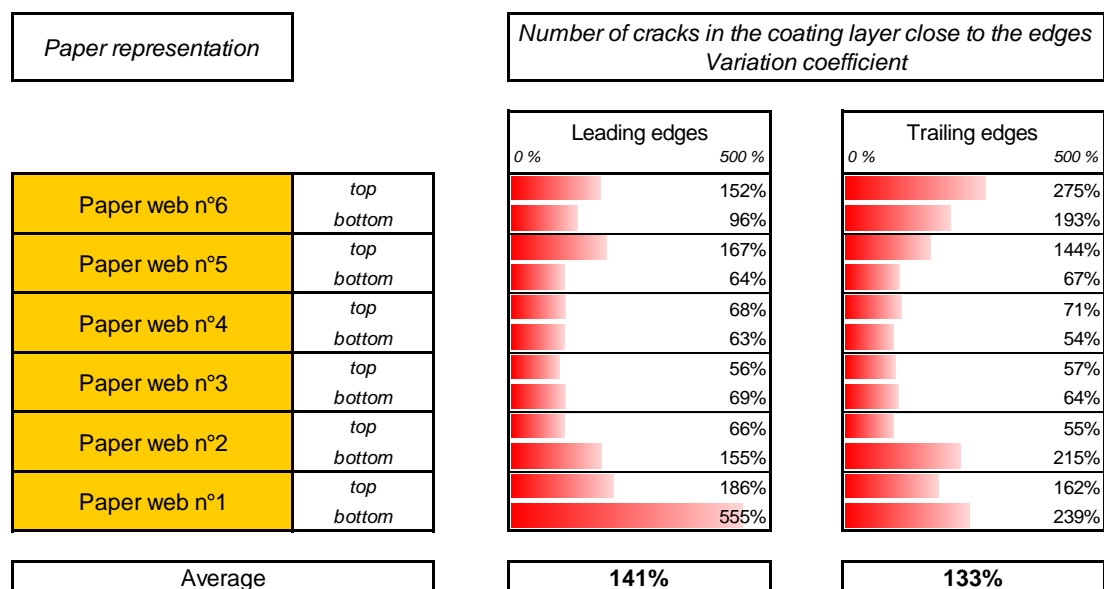 Paper representation
Number of cracks in the coating layer close to the edges
Variation coefficient
Leading edges
0 % 500 %
Trailing edges
0 % 500 %
Paper web n°6
top 152% 275%
bottom 96% 193%
Paper web n°5
top 167% 144%
bottom 64% 67%
Paper web n°4
top 68% 71%
bottom 63% 54%
Paper web n°3
top 56% 57%
bottom 69% 64%
Paper web n°2
top 66% 55%
bottom 155% 215%
Paper web n°1
top 186% 162%
bottom 555% 239%
Average 141% 133%